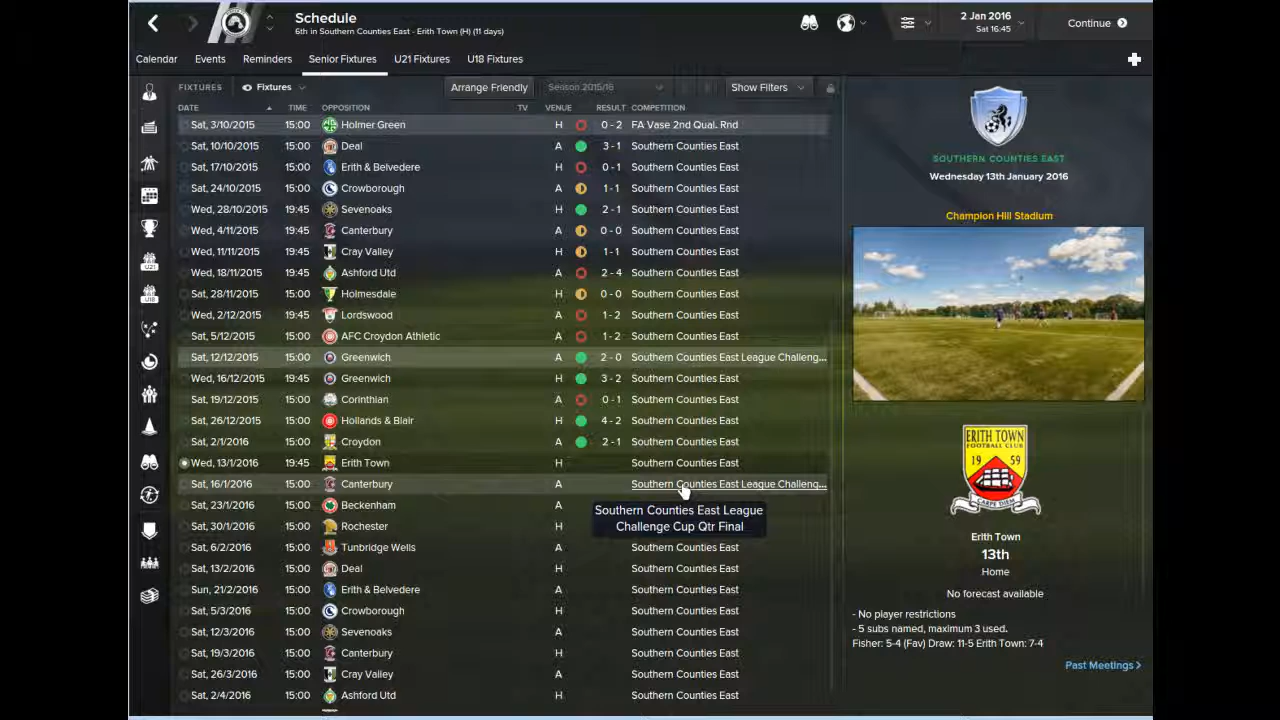 Schedule
6th in Southern Counties East - Erith Town (H) (11 days)
2 Jan 2016
Sat 16:45
Continue
Calendar Events Reminders Senior Fixtures U21 Fixtures U18 Fixtures
FIXTURES Fixtures Arrange Friendly Season 2015/16 Show Filters
DATE TIME OPPOSITION TV VENUE RESULT COMPETITION
Sat, 3/10/2015 15:00 Holmer Green H 0 - 2 FA Vase 2nd Qual. Rnd
Sat, 10/10/2015 15:00 Deal A 3 - 1 Southern Counties East
Sat, 17/10/2015 15:00 Erith & Belvedere H 0 - 1 Southern Counties East
Sat, 24/10/2015 15:00 Crowborough A 1 - 1 Southern Counties East
Wed, 28/10/2015 19:45 Sevenoaks H 2 - 1 Southern Counties East
Wed, 4/11/2015 19:45 Canterbury A 0 - 0 Southern Counties East
Wed, 11/11/2015 19:45 Cray Valley H 1 - 1 Southern Counties East
Wed, 18/11/2015 19:45 Ashford Utd A 2 - 4 Southern Counties East
Sat, 28/11/2015 15:00 Holmesdale H 0 - 0 Southern Counties East
Wed, 2/12/2015 19:45 Lordswood A 1 - 2 Southern Counties East
Sat, 5/12/2015 15:00 AFC Croydon Athletic A 1 - 2 Southern Counties East
Sat, 12/12/2015 15:00 Greenwich A 2 - 0 Southern Counties East League Challeng...
Wed, 16/12/2015 19:45 Greenwich H 3 - 2 Southern Counties East
Sat, 19/12/2015 15:00 Corinthian A 0 - 1 Southern Counties East
Sat, 26/12/2015 15:00 Hollands & Blair H 4 - 2 Southern Counties East
Sat, 2/1/2016 15:00 Croydon A 2 - 1 Southern Counties East
Wed, 13/1/2016 19:45 Erith Town H Southern Counties East
Sat, 16/1/2016 15:00 Canterbury A Southern Counties East League Challeng...
Sat, 23/1/2016 15:00 Beckenham A
Southern Counties East League
Challenge Cup Qtr Final
Sat, 30/1/2016 15:00 Rochester H
Sat, 6/2/2016 15:00 Tunbridge Wells A Southern Counties East
Sat, 13/2/2016 15:00 Deal H Southern Counties East
Sun, 21/2/2016 15:00 Erith & Belvedere A Southern Counties East
Sat, 5/3/2016 15:00 Crowborough H Southern Counties East
Sat, 12/3/2016 15:00 Sevenoaks A Southern Counties East
Sat, 19/3/2016 15:00 Canterbury H Southern Counties East
Sat, 26/3/2016 15:00 Cray Valley A Southern Counties East
Sat, 2/4/2016 15:00 Ashford Utd H Southern Counties East
SOUTHERN COUNTIES EAST
Wednesday 13th January 2016
Champion Hill Stadium
ERITH TOWN
FOOTBALL CLUB
19 59
CARPE DIEM
Erith Town
13th
Home
No forecast available
- No player restrictions
- 5 subs named, maximum 3 used.
Fisher: 5-4 (Fav) Draw: 11-5 Erith Town: 7-4
Past Meetings >
U21
U18